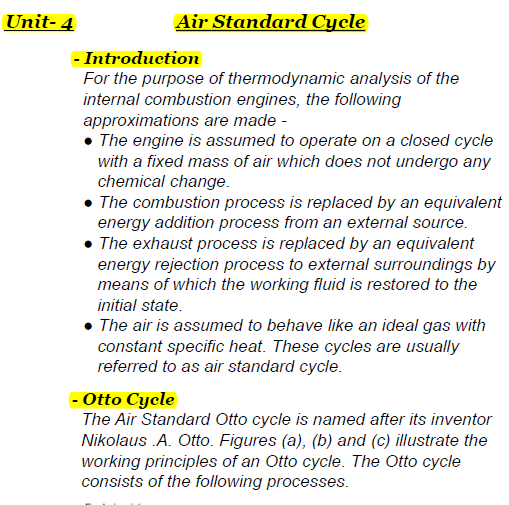 Unit- 4 Air Standard Cycle
- Introduction
For the purpose of thermodynamic analysis of the
internal combustion engines, the following
approximations are made -
● The engine is assumed to operate on a closed cycle
with a fixed mass of air which does not undergo any
chemical change.
● The combustion process is replaced by an equivalent
energy addition process from an external source.
● The exhaust process is replaced by an equivalent
energy rejection process to external surroundings by
means of which the working fluid is restored to the
initial state.
● The air is assumed to behave like an ideal gas with
constant specific heat. These cycles are usually
referred to as air standard cycle.
- Otto Cycle
The Air Standard Otto cycle is named after its inventor
Nikolaus .A. Otto. Figures (a), (b) and (c) illustrate the
working principles of an Otto cycle. The Otto cycle
consists of the following processes.